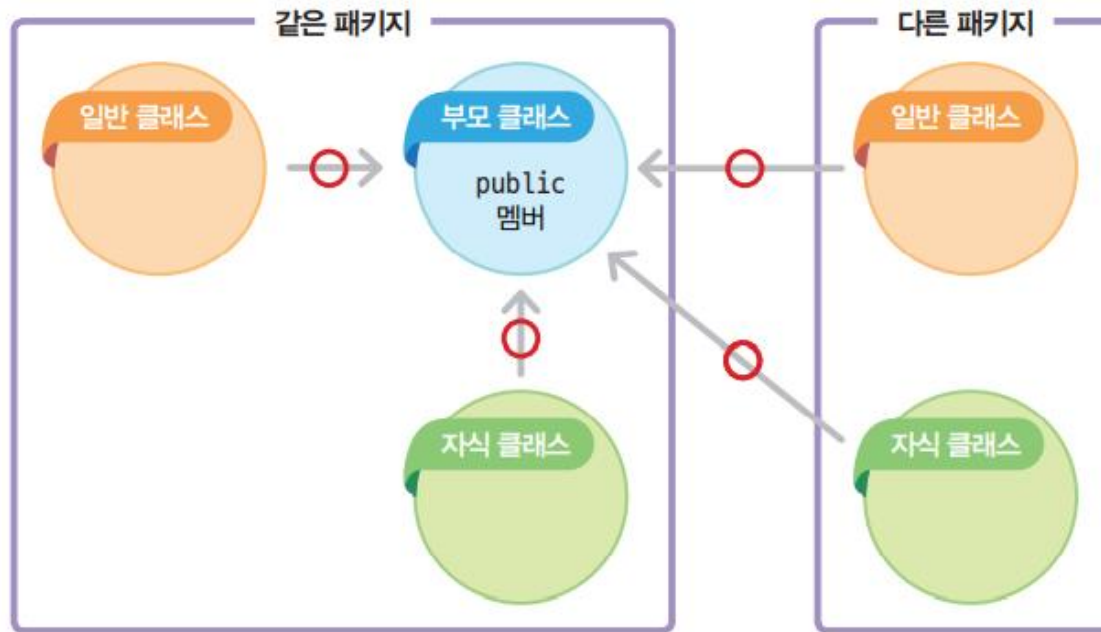 같은 패키지
다른 패키지
일반 클래스
부모 클래스
public
멤버
일반 클래스
자식 클래스
자식 클래스